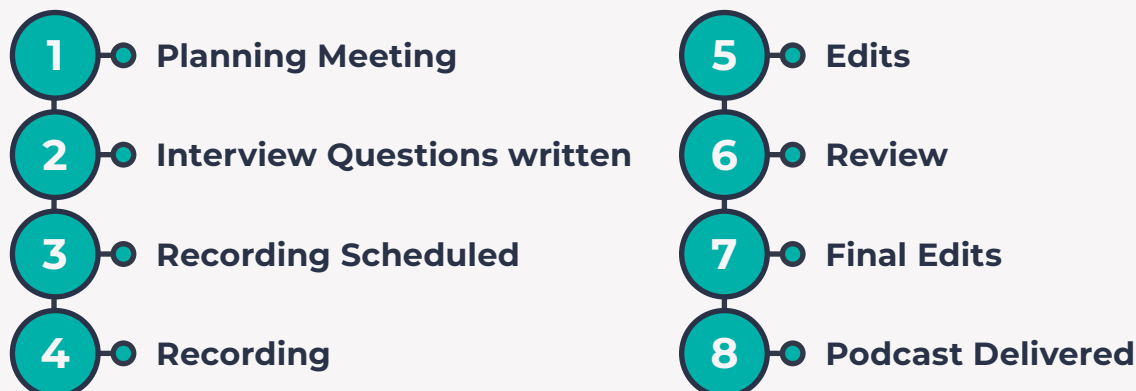 1 Planning Meeting
2 Interview Questions written
3 Recording Scheduled
4 Recording
5 Edits
6 Review
7 Final Edits
8 Podcast Delivered